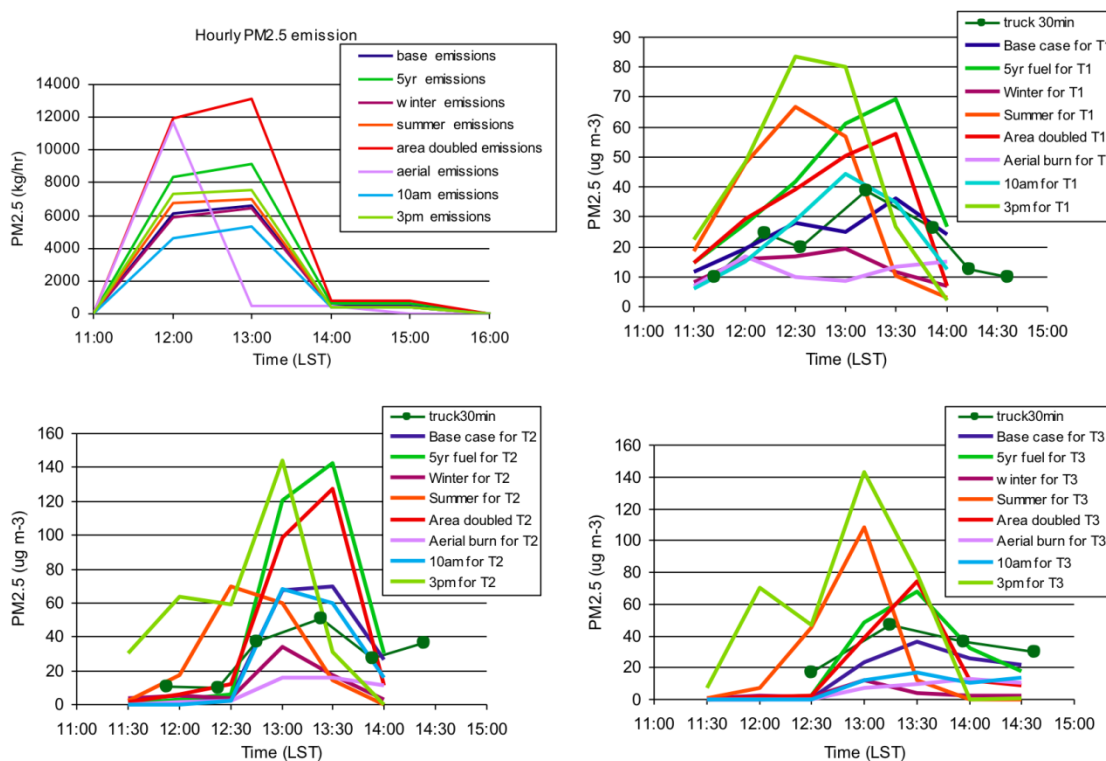 Hourly PM2.5 emission
base emissions
5yr emissions
w inter emissions
summer emissions
area doubled emissions
aerial emissions
10am emissions
3pm emissions
PM2.5 (kg/hr)
14000
12000
10000
8000
6000
4000
2000
0
11:00 12:00 13:00 14:00 15:00 16:00
Time (LST)
truck 30min
Base case for T1
5yr fuel for T1
Winter for T1
Summer for T1
Area doubled T1
Aerial burn for T
10am for T1
3pm for T1
PM2.5 (ug m-3)
90
80
70
60
50
40
30
20
10
0
11:00 11:30 12:00 12:30 13:00 13:30 14:00 14:30 15:00
Time (LST)
truck30min
Base case for T2
5yr fuel for T2
Winter for T2
Summer for T2
Area doubled T2
Aerial burn for T2
10am for T2
3pm for T2
PM2.5 (ug m-3)
160
140
120
100
80
60
40
20
0
11:00 11:30 12:00 12:30 13:00 13:30 14:00 14:30 15:00
Time (LST)
truck30min
Base case for T3
5yr fuel for T3
w inter for T3
Summer for T3
Area doubled T3
Aerial burn for T3
10am for T3
3pm for T3
PM2.5 (ug m-3)
160
140
120
100
80
60
40
20
0
11:00 11:30 12:00 12:30 13:00 13:30 14:00 14:30 15:00
Time (LST)